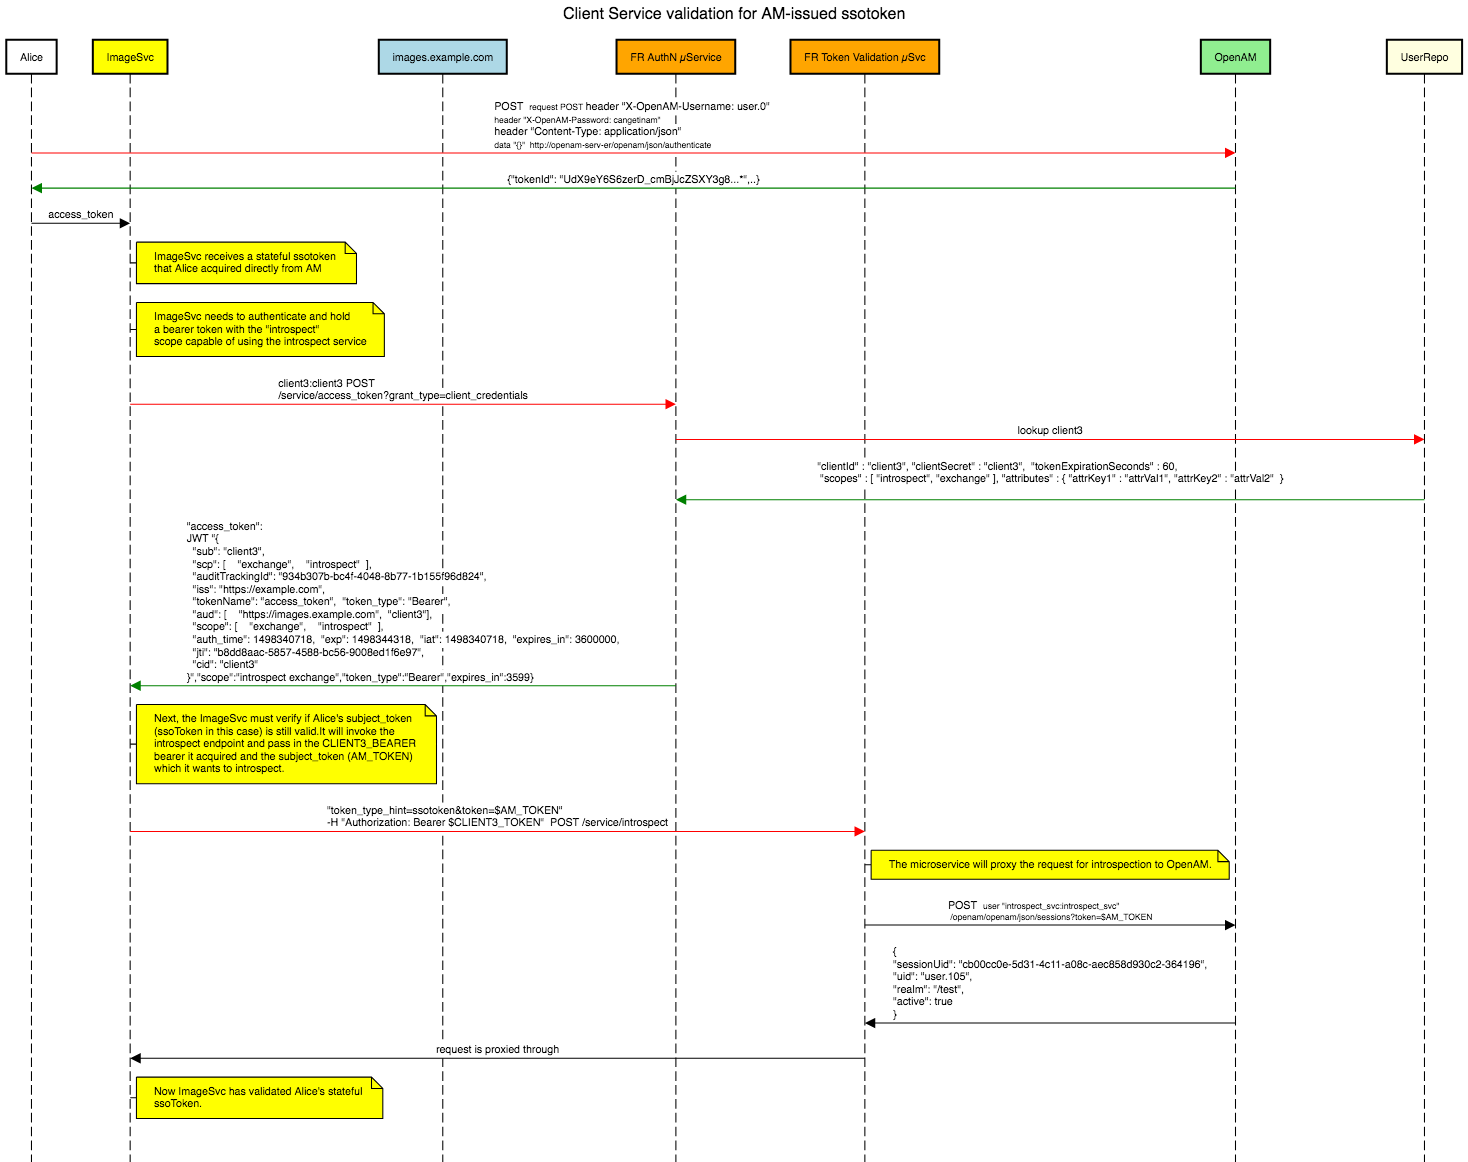 Client Service validation for AM-issued ssotoken
Alice
ImageSvc
images.example.com
FR AuthN µService
FR Token Validation µSvc
OpenAM
UserRepo
POST  request POST header "X-OpenAM-Username: user.0"
header "X-OpenAM-Password: cangetinam"
header "Content-Type: application/json"
data "{}"  http://openam-serv-er/openam/json/authenticate
{"tokenId": "UdX9eY6S6zerD_cmBjJcZSXY3g8...*",..}
access_token
ImageSvc receives a stateful ssotoken
that Alice acquired directly from AM
ImageSvc needs to authenticate and hold
a bearer token with the "introspect"
scope capable of using the introspect service
client3:client3 POST
/service/access_token?grant_type=client_credentials
lookup client3
"clientId" : "client3", "clientSecret" : "client3",  "tokenExpirationSeconds" : 60,
"scopes" : [ "introspect", "exchange" ], "attributes" : { "attrKey1" : "attrVal1", "attrKey2" : "attrVal2"  }
"access_token":
JWT "{
"sub": "client3",
"scp": [    "exchange",    "introspect"  ],
"auditTrackingId": "934b307b-bc4f-4048-8b77-1b155f96d824",
"iss": "https://example.com",
"tokenName": "access_token",  "token_type": "Bearer",
"aud": [    "https://images.example.com",  "client3"],
"scope": [    "exchange",    "introspect"  ],
"auth_time": 1498340718,  "exp": 1498344318,  "iat": 1498340718,  "expires_in": 3600000,
"jti": "b8dd8aac-5857-4588-bc56-9008ed1f6e97",
"cid": "client3"
}","scope":"introspect exchange","token_type":"Bearer","expires_in":3599}
Next, the ImageSvc must verify if Alice's subject_token
(ssoToken in this case) is still valid.It will invoke the
introspect endpoint and pass in the CLIENT3_BEARER
bearer it acquired and the subject_token (AM_TOKEN)
which it wants to introspect.
"token_type_hint=ssotoken&token=$AM_TOKEN"
-H "Authorization: Bearer $CLIENT3_TOKEN"  POST /service/introspect
The microservice will proxy the request for introspection to OpenAM.
POST  user "introspect_svc:introspect_svc"
/openam/openam/json/sessions?token=$AM_TOKEN
{
"sessionUid": "cb00cc0e-5d31-4c11-a08c-aec858d930c2-364196",
"uid": "user.105",
"realm": "/test",
"active": true
}
request is proxied through
Now ImageSvc has validated Alice's stateful
ssoToken.